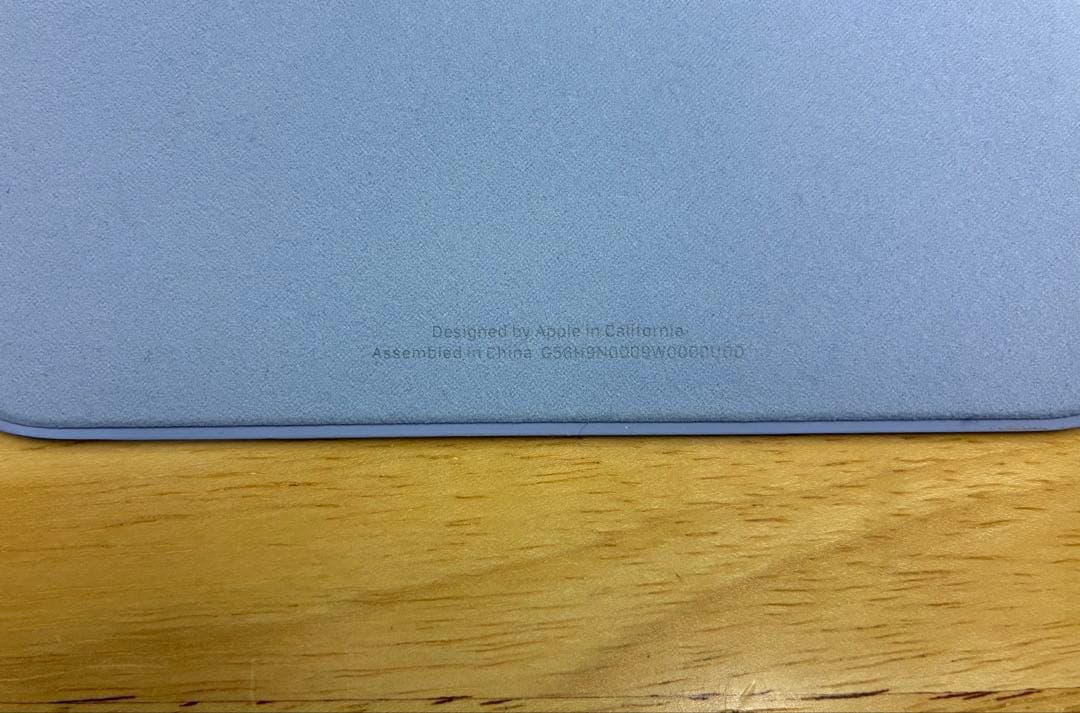 Designed by Apple in California
Assembled in China